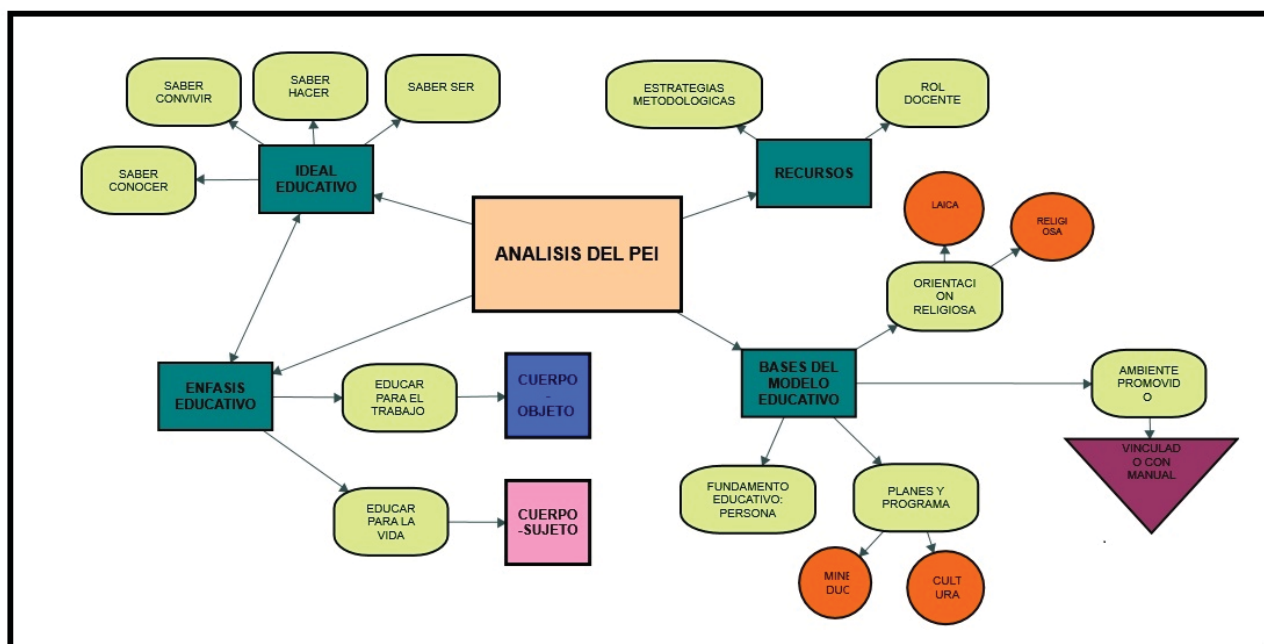 SABER
CONVIVIR
SABER
HACER
SABER SER
SABER
CONOCER
IDEAL
EDUCATIVO
ESTRATEGIAS
METODOLOGICAS
ROL
DOCENTE
RECURSOS
LAICA
RELIGI
OSA
ORIENTACI
ON
RELIGIOSA
ANALISIS DEL PEI
ENFASIS
EDUCATIVO
EDUCAR
PARA EL
TRABAJO
CUERPO
-
OBJETO
EDUCAR
PARA LA
VIDA
CUERPO
-SUJETO
BASES DEL
MODELO
EDUCATIVO
AMBIENTE
PROMOVID
O
VINCULAD
O CON
MANUAL
FUNDAMENTO
EDUCATIVO:
PERSONA
PLANES Y
PROGRAMA
MINE
DUC
CULT
URA